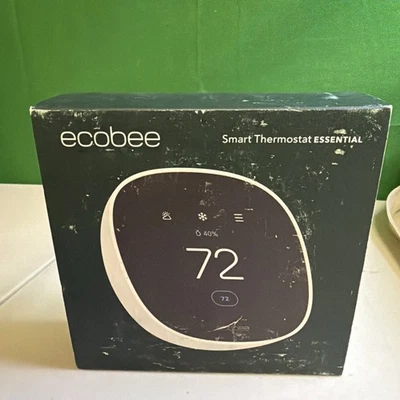 ecobee
Smart Thermostat ESSENTIAL
40%
72
72